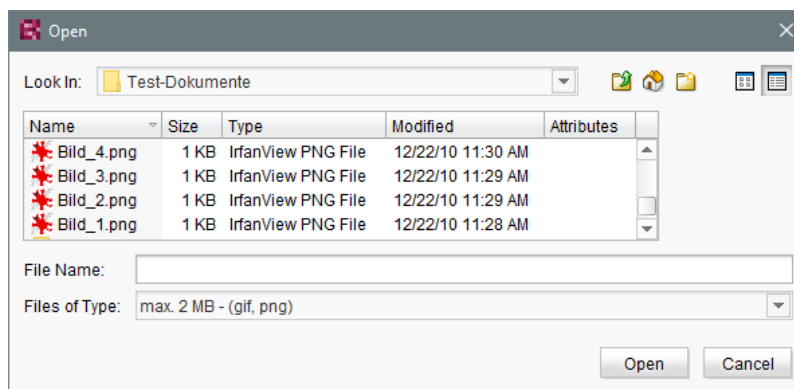 Open
Look In: Test-Dokumente
Name Size Type Modified Attributes
Bild_4.png 1 KB IrfanView PNG File 12/22/10 11:30 AM
Bild_3.png 1 KB IrfanView PNG File 12/22/10 11:29 AM
Bild_2.png 1 KB IrfanView PNG File 12/22/10 11:29 AM
Bild_1.png 1 KB IrfanView PNG File 12/22/10 11:28 AM
File Name:
Files of Type: max. 2 MB - (gif, png)
Open Cancel